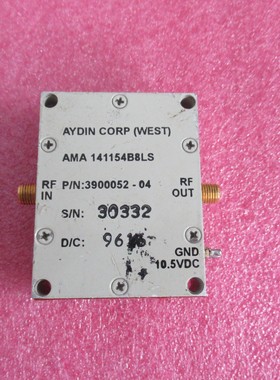 AYDIN CORP (WEST)
AMA 141154B8LS
RF IN P/N:3900052 - 04 RF OUT
S/N: 30332
D/C:
GND
10.5VDC